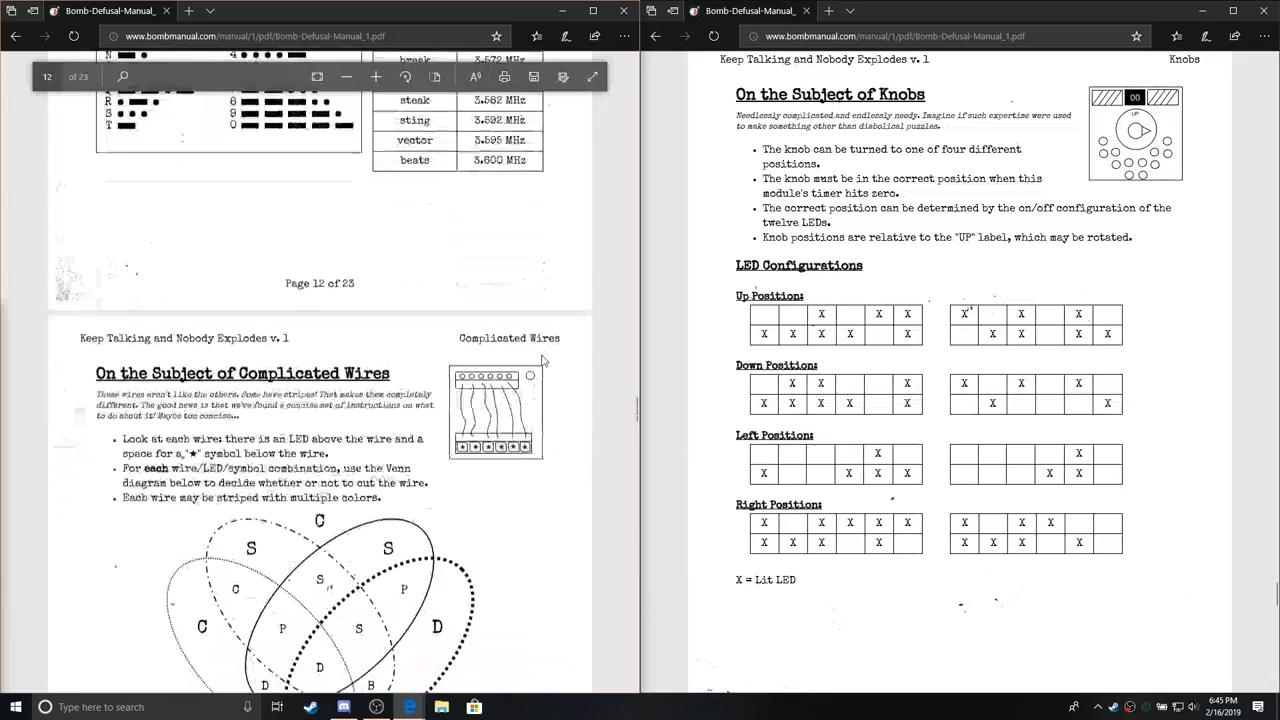 Bomb-Defusal-Manual_
www.bombmanual.com/manual/1/pdf/Bomb-Defusal-Manual_1.pdf
12 of 23
N
4
break 3.572 MHz
R 8 steak 3.582 MHz
S 9 sting 3.592 MHz
T 0 vector 3.595 MHz
beats 3.600 MHz
Page 12 of 23
Keep Talking and Nobody Explodes v. 1 Complicated Wires
On the Subject of Complicated Wires
These wires aren't like the others. Some have stripes! That makes them completely
different. The good news is that we've found a concise set of instructions on what
to do about it! Maybe too concise...
• Look at each wire: there is an LED above the wire and a
space for a "★" symbol below the wire.
• For each wire/LED/symbol combination, use the Venn
diagram below to decide whether or not to cut the wire.
• Each wire may be striped with multiple colors.
C
S S
S
C P
C P S D
D
D B
Bomb-Defusal-Manual_
www.bombmanual.com/manual/1/pdf/Bomb-Defusal-Manual_1.pdf
Keep Talking and Nobody Explodes v. 1 Knobs
On the Subject of Knobs
Needlessly complicated and endlessly needy. Imagine if such expertise were used
to make something other than diabolical puzzles.
00
UP
• The knob can be turned to one of four different
positions.
• The knob must be in the correct position when this
module's timer hits zero.
• The correct position can be determined by the on/off configuration of the
twelve LEDs.
• Knob positions are relative to the "UP" label, which may be rotated.
LED Configurations
Up Position:
X X X X X X
X X X X X X X X X
Down Position:
X X X X X X
X X X X X X X
Left Position:
X X
X X X X X X
Right Position:
X X X X X X X X
X X X X X X X X
X = Lit LED
Type here to search
6:45 PM
2/16/2019